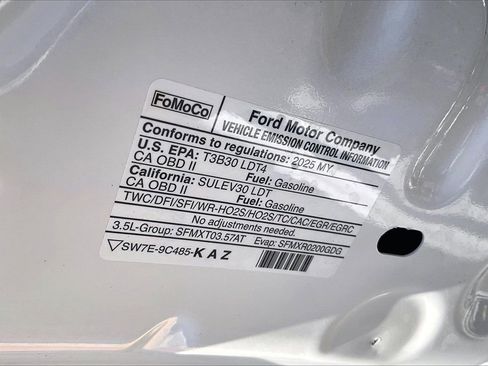 FoMoCo
Ford Motor Company
VEHICLE EMISSION CONTROL INFORMATION
Conforms to regulations: 2025 MY
U.S. EPA: T3B30 LDT4
CA OBD II Fuel: Gasoline
California: SULEV30 LDT
CA OBD II Fuel: Gasoline
TWC/DFI/SFI/WR-HO2S/HO2S/TC/CAC/EGR/EGRC
No adjustments needed.
3.5L-Group: SFMXT03.57AT Evap: SFMXR0200GDG
SW7E-9C485-KAZ